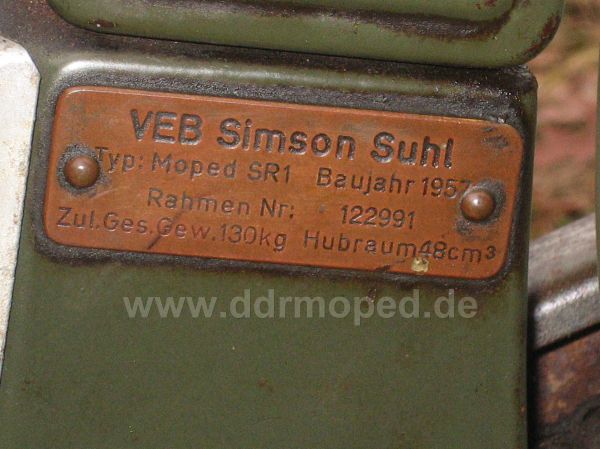 VEB Simson Suhl
Typ: Moped SR1 Baujahr 1957
Rahmen Nr: 122991
Zul.Ges.Gew.130kg Hubraum48cm³
www.ddrmoped.de